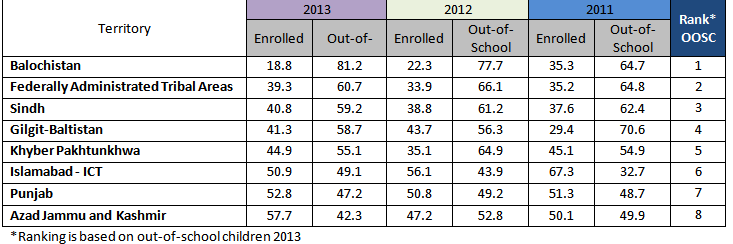 Territory 2013 2012 2011 Rank* OOSC
Enrolled Out-of- Enrolled Out-of-School Enrolled Out-of-School
Balochistan 18.8 81.2 22.3 77.7 35.3 64.7 1
Federally Administrated Tribal Areas 39.3 60.7 33.9 66.1 35.2 64.8 2
Sindh 40.8 59.2 38.8 61.2 37.6 62.4 3
Gilgit-Baltistan 41.3 58.7 43.7 56.3 29.4 70.6 4
Khyber Pakhtunkhwa 44.9 55.1 35.1 64.9 45.1 54.9 5
Islamabad - ICT 50.9 49.1 56.1 43.9 67.3 32.7 6
Punjab 52.8 47.2 50.8 49.2 51.3 48.7 7
Azad Jammu and Kashmir 57.7 42.3 47.2 52.8 50.1 49.9 8
*Ranking is based on out-of-school children 2013